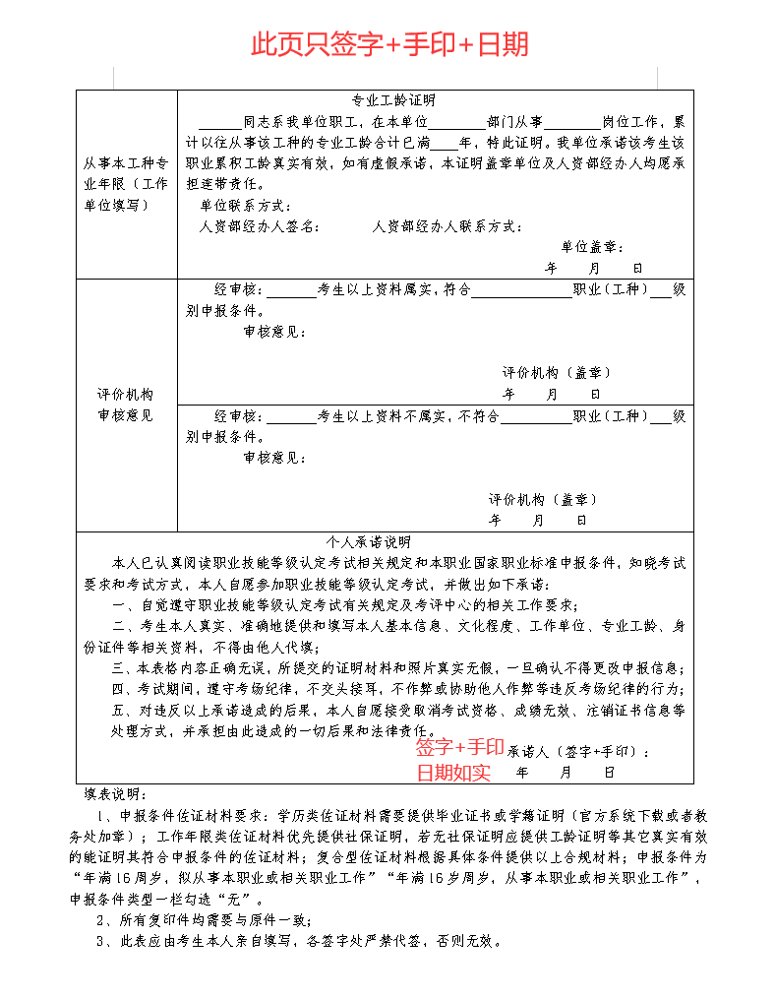 此页只签字+手印+日期
专业工龄证明
______同志系我单位职工，在本单位________部门从事________岗位工作，累
计以往从事该工种的专业工龄合计已满____年，特此证明。我单位承诺该考生该
职业累积工龄真实有效，如有虚假承诺，本证明盖章单位及人资部经办人均愿承
担连带责任。
单位联系方式：
人资部经办人签名： 人资部经办人联系方式：
单位盖章：
年 月 日
从事本工种专
业年限（工作
单位填写）
经审核：_______考生以上资料属实，符合______________职业（工种）___级
别申报条件。
审核意见：
评价机构（盖章）
年 月 日
评价机构
审核意见
经审核：_______考生以上资料不属实，不符合__________职业（工种）___级
别申报条件。
审核意见：
评价机构（盖章）
年 月 日
个人承诺说明
本人已认真阅读职业技能等级认定考试相关规定和本职业国家职业标准申报条件，知晓考试
要求和考试方式，本人自愿参加职业技能等级认定考试，并做出如下承诺：
一、自觉遵守职业技能等级认定考试有关规定及考评中心的相关工作要求；
二、考生本人真实、准确地提供和填写本人基本信息、文化程度、工作单位、专业工龄、身
份证件等相关资料，不得由他人代填；
三、本表格内容正确无误，所提交的证明材料和照片真实无假，一旦确认不得更改申报信息；
四、考试期间，遵守考场纪律，不交头接耳，不作弊或协助他人作弊等违反考场纪律的行为；
五、对违反以上承诺造成的后果，本人自愿接受取消考试资格、成绩无效、注销证书信息等
处理方式，并承担由此造成的一切后果和法律责任。
签字+手印 承诺人（签字+手印）：
日期如实 年 月 日
填表说明：
1、申报条件佐证材料要求：学历类佐证材料需要提供毕业证书或学籍证明（官方系统下载或者教
务处加章）；工作年限类佐证材料优先提供社保证明，若无社保证明应提供工龄证明等其它真实有效
的能证明其符合申报条件的佐证材料；复合型佐证材料根据具体条件提供以上合规材料；申报条件为
“年满16周岁，拟从事本职业或相关职业工作”“年满16岁周岁，从事本职业或相关职业工作”，
申报条件类型一栏勾选“无”。
2、所有复印件均需要与原件一致；
3、此表应由考生本人亲自填写，各签字处严禁代签，否则无效。